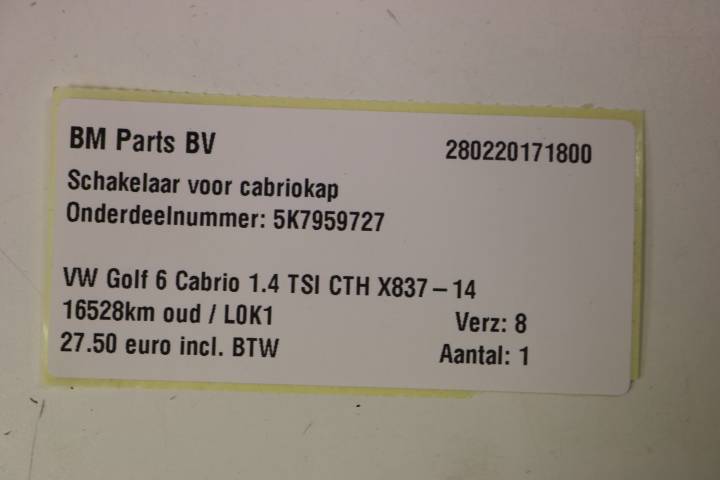 BM Parts BV 280220171800
Schakelaar voor cabriokap
Onderdeelnummer: 5K7959727
VW Golf 6 Cabrio 1.4 TSI CTH X837 – 14
16528km oud / L0K1 Verz: 8
27.50 euro incl. BTW Aantal: 1